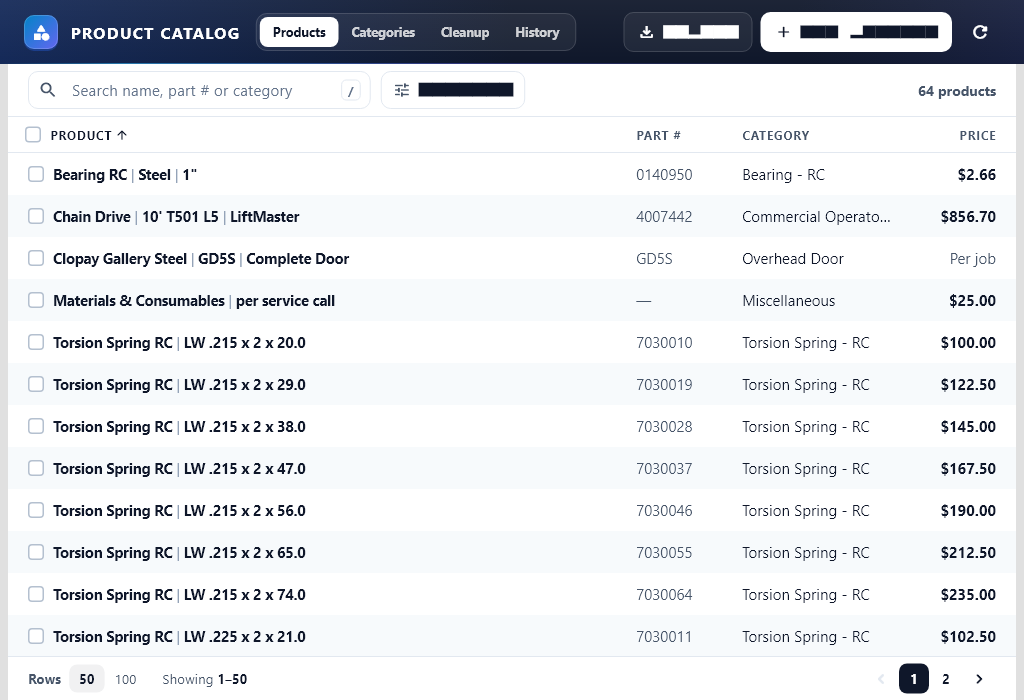 PRODUCT CATALOG
Products Categories Cleanup History
Search name, part # or category /
64 products
PRODUCT ↑ PART # CATEGORY PRICE
Bearing RC | Steel | 1" 0140950 Bearing - RC $2.66
Chain Drive | 10' T501 L5 | LiftMaster 4007442 Commercial Operato... $856.70
Clopay Gallery Steel | GD5S | Complete Door GD5S Overhead Door Per job
Materials & Consumables | per service call — Miscellaneous $25.00
Torsion Spring RC | LW .215 x 2 x 20.0 7030010 Torsion Spring - RC $100.00
Torsion Spring RC | LW .215 x 2 x 29.0 7030019 Torsion Spring - RC $122.50
Torsion Spring RC | LW .215 x 2 x 38.0 7030028 Torsion Spring - RC $145.00
Torsion Spring RC | LW .215 x 2 x 47.0 7030037 Torsion Spring - RC $167.50
Torsion Spring RC | LW .215 x 2 x 56.0 7030046 Torsion Spring - RC $190.00
Torsion Spring RC | LW .215 x 2 x 65.0 7030055 Torsion Spring - RC $212.50
Torsion Spring RC | LW .215 x 2 x 74.0 7030064 Torsion Spring - RC $235.00
Torsion Spring RC | LW .225 x 2 x 21.0 7030011 Torsion Spring - RC $102.50
Rows 50 100 Showing 1–50 1 2